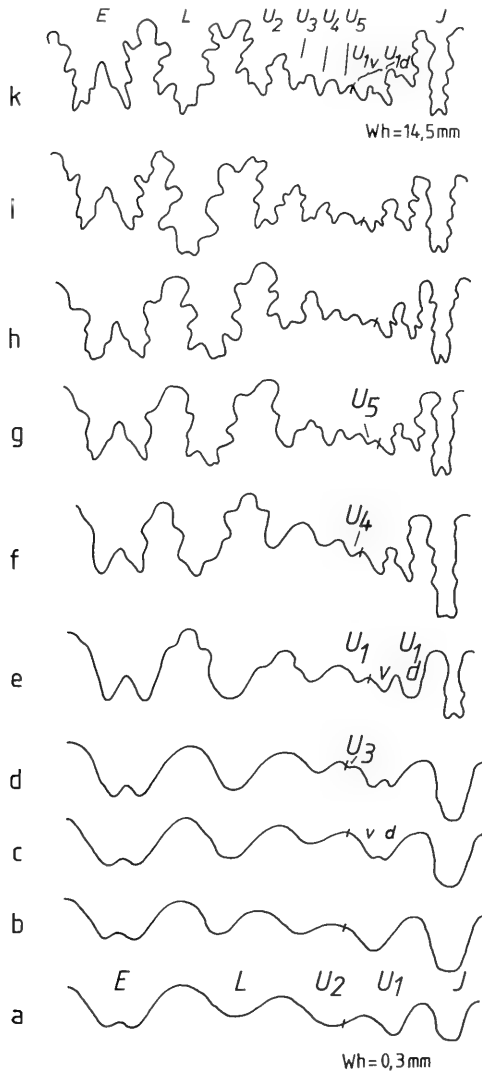 E L U2 U3 U4 U5 J
U1v U1d
k
Wh=14,5mm
i
h
U5
g
U4
f
U1 U1
v d
e
U3
d
v d
c
b
E L U2 U1 J
a
Wh=0,3mm